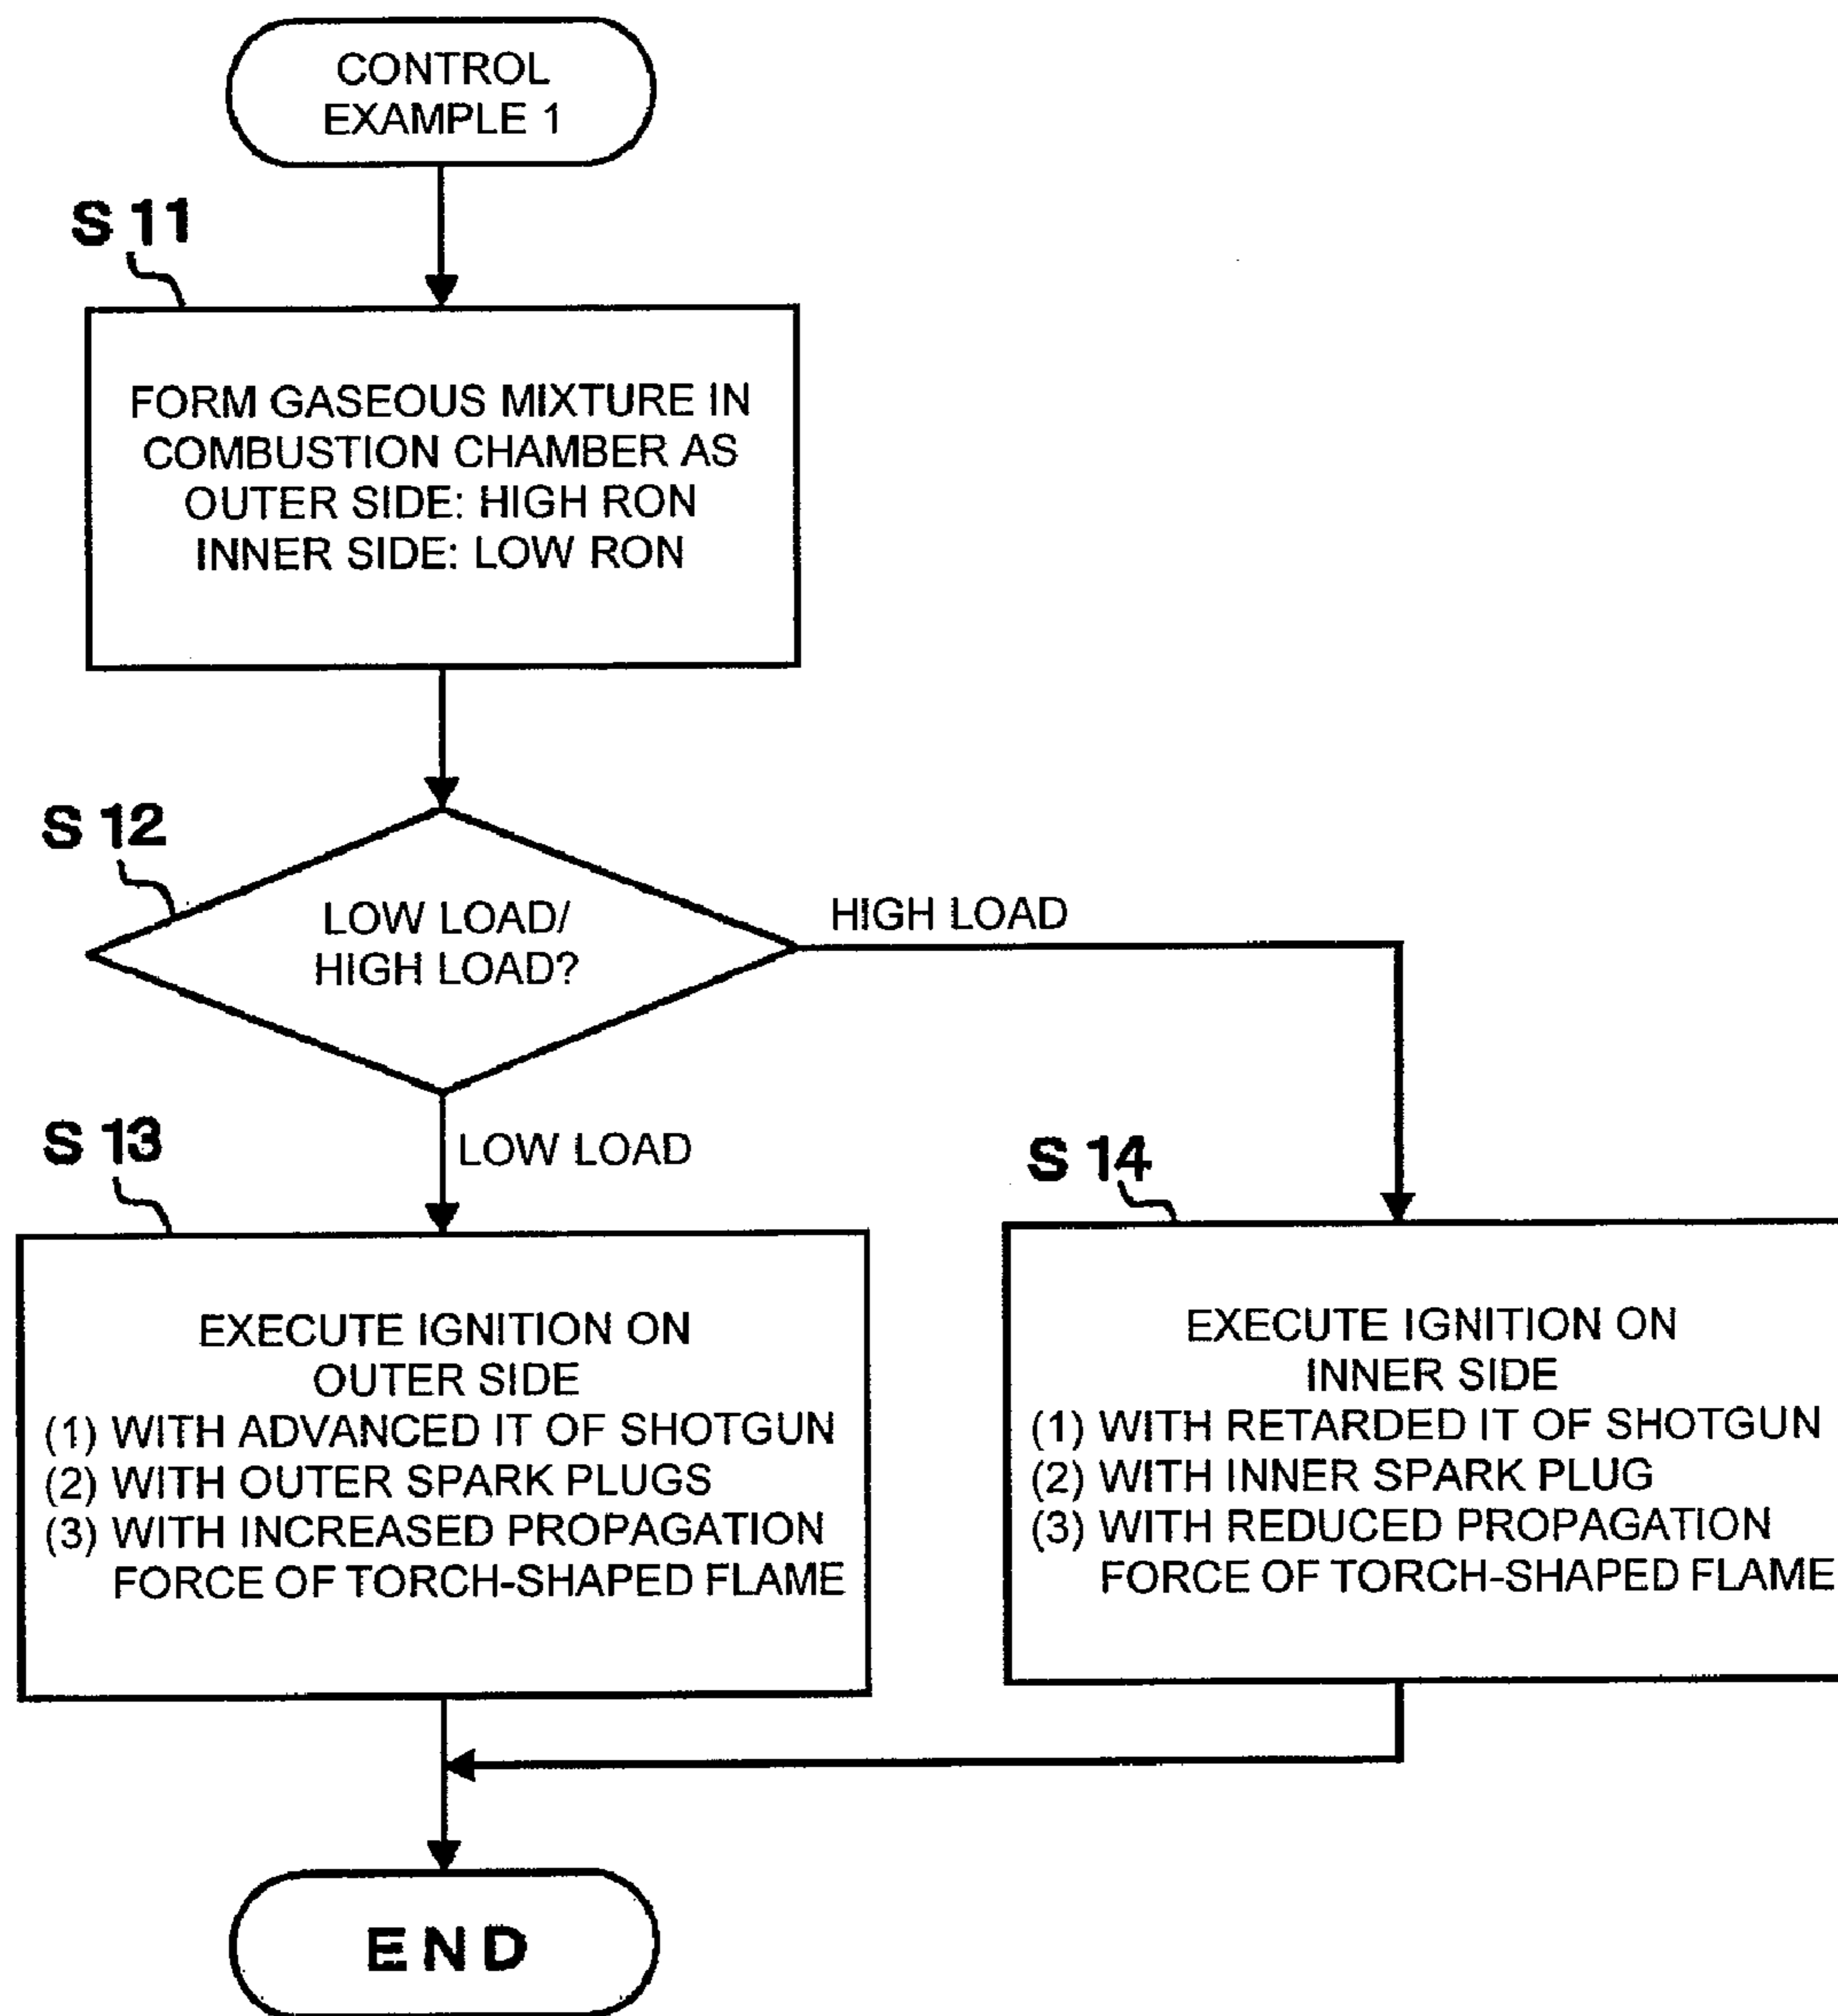 CONTROL
EXAMPLE 1
S 11
FORM GASEOUS MIXTURE IN
COMBUSTION CHAMBER AS
OUTER SIDE: HIGH RON
INNER SIDE: LOW RON
S 12
LOW LOAD/
HIGH LOAD?
HIGH LOAD
LOW LOAD
S 13
EXECUTE IGNITION ON
OUTER SIDE
(1) WITH ADVANCED IT OF SHOTGUN
(2) WITH OUTER SPARK PLUGS
(3) WITH INCREASED PROPAGATION
FORCE OF TORCH-SHAPED FLAME
S 14
EXECUTE IGNITION ON
INNER SIDE
(1) WITH RETARDED IT OF SHOTGUN
(2) WITH INNER SPARK PLUG
(3) WITH REDUCED PROPAGATION
FORCE OF TORCH-SHAPED FLAME
END